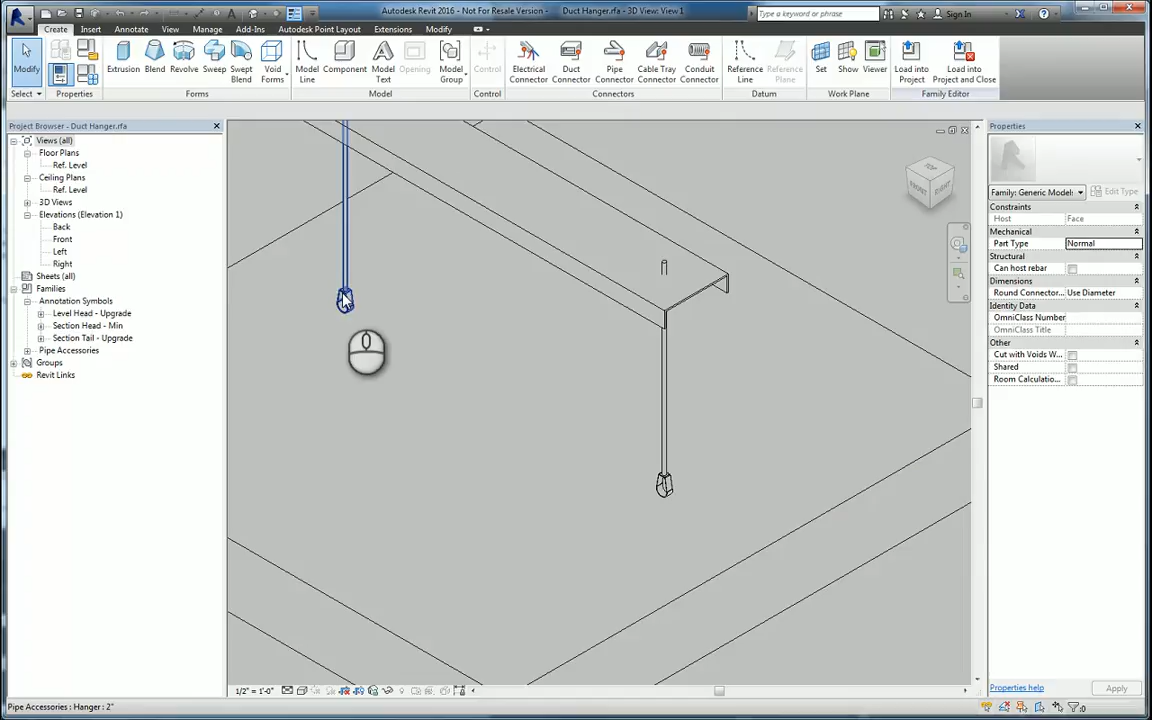 Autodesk Revit 2016 - Not For Resale Version - Duct Hanger.rfa - 3D View: View 1
Type a keyword or phrase
Sign In
Create Insert Annotate View Manage Add-Ins Autodesk Point Layout Extensions Modify
Modify
Extrusion Blend Revolve Sweep Swept Blend Void Forms
Model Line Component Model Text Opening Model Group
Control
Electrical Connector Duct Connector Pipe Connector Cable Tray Connector Conduit Connector
Reference Line Reference Plane
Set Show Viewer
Load into Project Load into Project and Close
Select Properties Forms Model Control Connectors Datum Work Plane Family Editor
Project Browser - Duct Hanger.rfa
Views (all)
Floor Plans
Ref. Level
Ceiling Plans
Ref. Level
3D Views
Elevations (Elevation 1)
Back
Front
Left
Right
Sheets (all)
Families
Annotation Symbols
Level Head - Upgrade
Section Head - Min
Section Tail - Upgrade
Pipe Accessories
Groups
Revit Links
TOP
FRONT
RIGHT
Properties
Family: Generic Model:
Edit Type
Constraints
Host Face
Mechanical
Part Type Normal
Structural
Can host rebar
Dimensions
Round Connector... Use Diameter
Identity Data
OmniClass Number
OmniClass Title
Other
Cut with Voids W...
Shared
Room Calculatio...
Properties help
Apply
1/2" = 1'-0"
Pipe Accessories : Hanger : 2"
:0